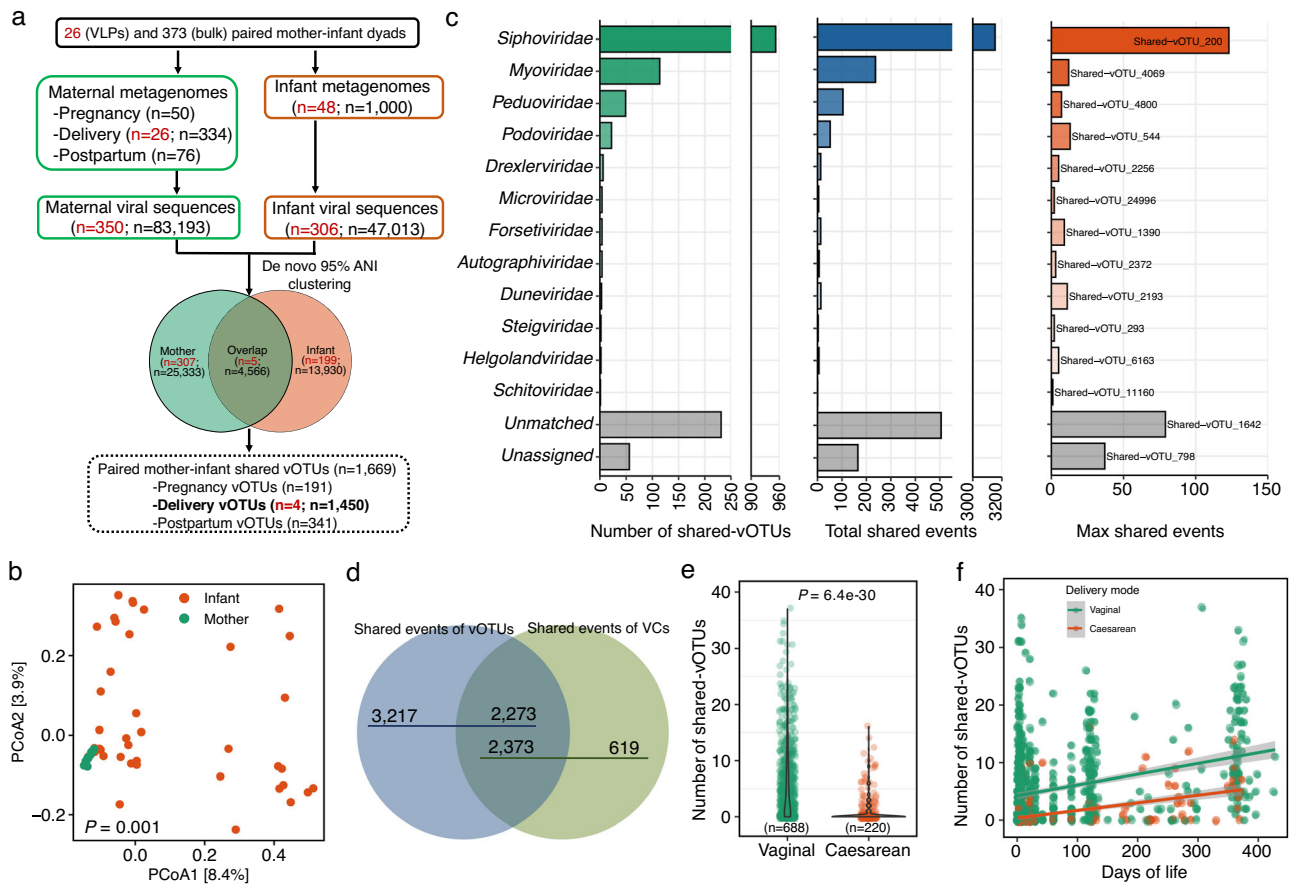 a
26 (VLPs) and 373 (bulk) paired mother-infant dyads
Maternal metagenomes
-Pregnancy (n=50)
-Delivery (n=26; n=334)
-Postpartum (n=76)
Infant metagenomes
(n=48; n=1,000)
Maternal viral sequences
(n=350; n=83,193)
Infant viral sequences
(n=306; n=47,013)
De novo 95% ANI
clustering
Mother
(n=307;
n=25,333)
Overlap
(n=5;
n=4,566)
Infant
(n=199;
n=13,930)
Paired mother-infant shared vOTUs (n=1,669)
-Pregnancy vOTUs (n=191)
-Delivery vOTUs (n=4; n=1,450)
-Postpartum vOTUs (n=341)
c
Siphoviridae
Myoviridae
Peduoviridae
Podoviridae
Drexlerviridae
Microviridae
Forsetiviridae
Autographiviridae
Duneviridae
Steigviridae
Helgolandviridae
Schitoviridae
Unmatched
Unassigned
0 50 100 150 200 250 900 960
Number of shared-vOTUs
0 100 200 300 400 500 3000 3200
Total shared events
Shared-vOTU_200
Shared-vOTU_4069
Shared-vOTU_4800
Shared-vOTU_544
Shared-vOTU_2256
Shared-vOTU_24996
Shared-vOTU_1390
Shared-vOTU_2372
Shared-vOTU_2193
Shared-vOTU_293
Shared-vOTU_6163
Shared-vOTU_11160
Shared-vOTU_1642
Shared-vOTU_798
0 50 100 150
Max shared events
b
Infant
Mother
PCoA2 [3.9%]
0.2
0.0
−0.2
P = 0.001
0.0 0.2 0.4
PCoA1 [8.4%]
d
Shared events of vOTUs
Shared events of VCs
3,217 2,273
2,373 619
e
Number of shared-vOTUs
40
30
20
10
0
P = 6.4e-30
(n=688) (n=220)
Vaginal Caesarean
f
Number of shared-vOTUs
40
30
20
10
0
Delivery mode
Vaginal
Caesarean
0 100 200 300 400
Days of life